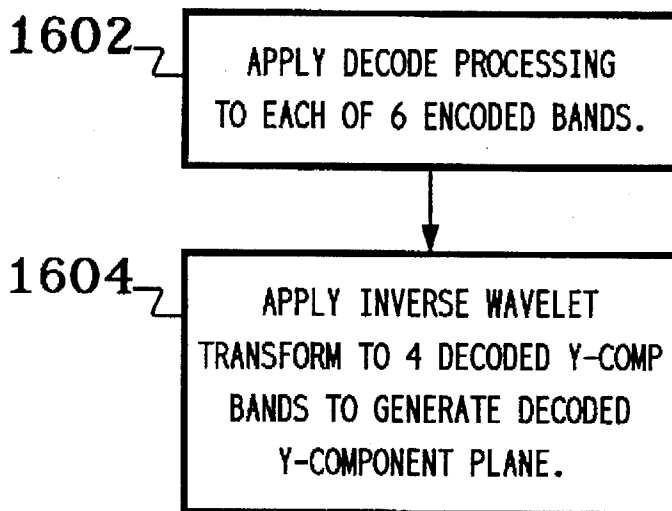 1602
APPLY DECODE PROCESSING
TO EACH OF 6 ENCODED BANDS.
1604
APPLY INVERSE WAVELET
TRANSFORM TO 4 DECODED Y-COMP
BANDS TO GENERATE DECODED
Y-COMPONENT PLANE.